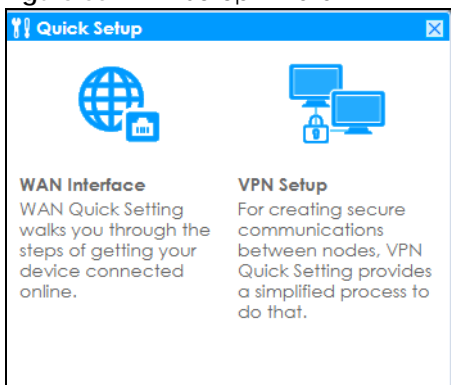 Quick Setup
WAN Interface
WAN Quick Setting
walks you through the
steps of getting your
device connected
online.
VPN Setup
For creating secure
communications
between nodes, VPN
Quick Setting provides
a simplified process to
do that.